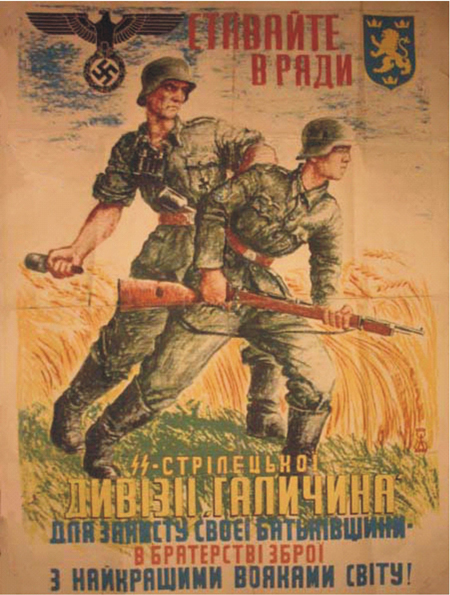 СТАВАЙТЕ
В РЯДИ
SS-СТРІЛЕЦЬКОЇ
ДИВІЗІЇ „ГАЛИЧИНА“
ДЛЯ ЗАХИСТУ СВОЄЇ БАТЬКІВЩИНИ-
В БРАТЕРСТВІ ЗБРОЇ
З НАЙКРАЩИМИ ВОЯКАМИ СВІТУ!